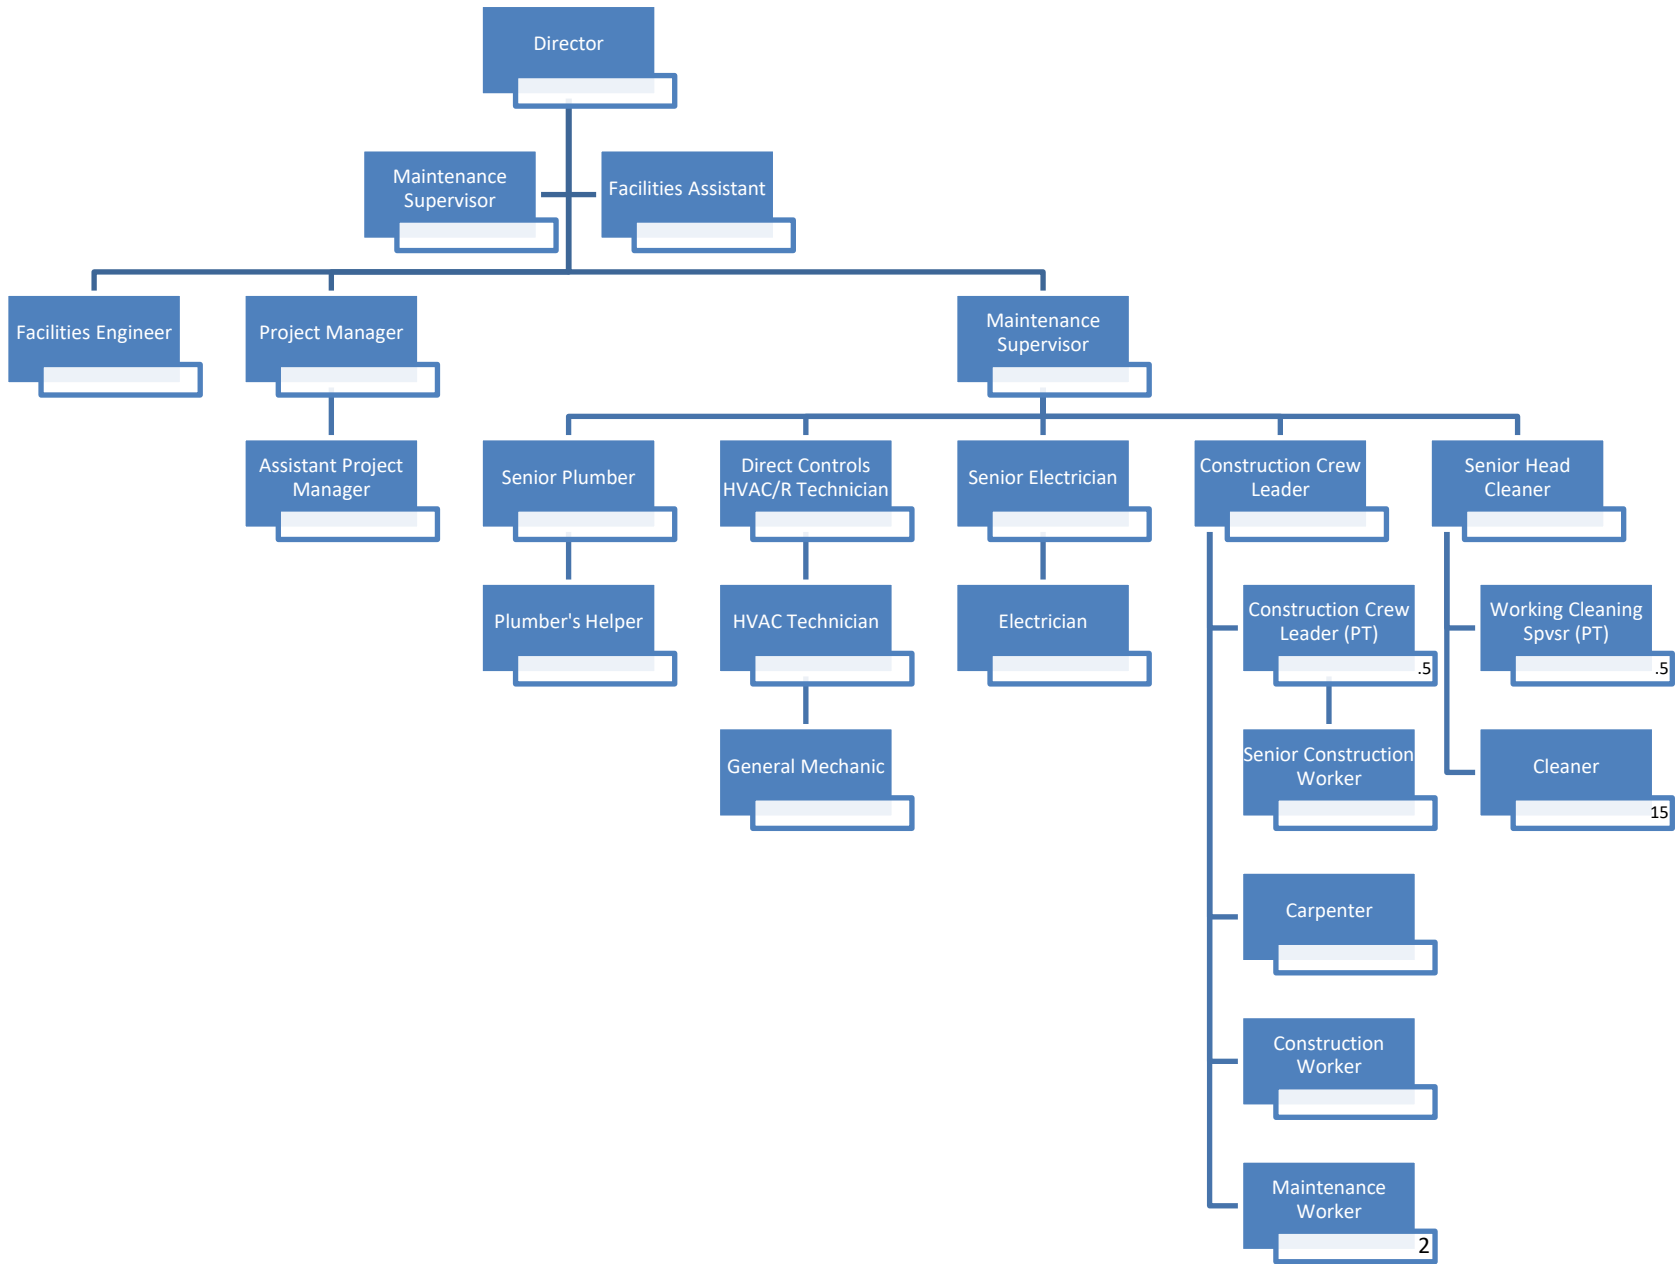 Director
Maintenance
Supervisor
Facilities Assistant
Facilities Engineer
Project Manager
Maintenance
Supervisor
Assistant Project
Manager
Senior Plumber
Direct Controls
HVAC/R Technician
Senior Electrician
Construction Crew
Leader
Senior Head
Cleaner
Plumber's Helper
HVAC Technician
Electrician
Construction Crew
Leader (PT)
.5
Working Cleaning
Spvsr (PT)
.5
General Mechanic
Senior Construction
Worker
Cleaner
15
Carpenter
Construction
Worker
Maintenance
Worker
2